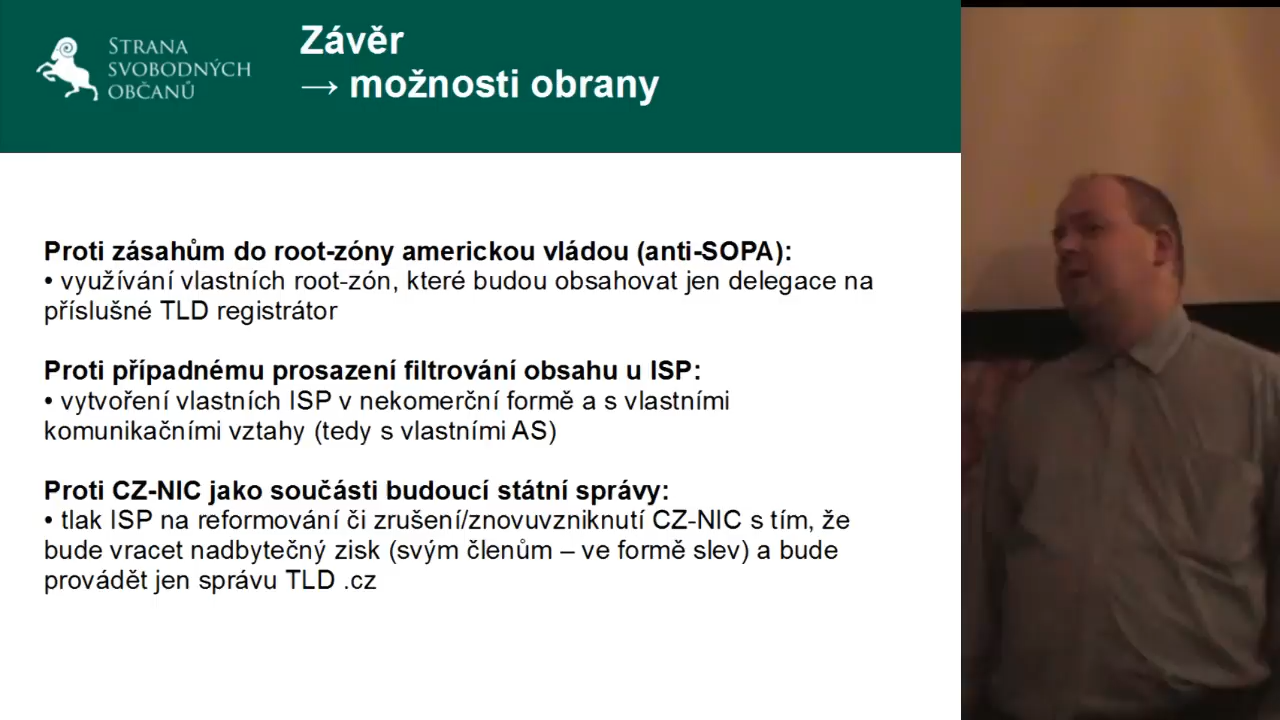 STRANA
SVOBODNÝCH
OBČANŮ
Závěr
→ možnosti obrany
Proti zásahům do root-zóny americkou vládou (anti-SOPA):
• využívání vlastních root-zón, které budou obsahovat jen delegace na
příslušné TLD registrátor
Proti případnému prosazení filtrování obsahu u ISP:
• vytvoření vlastních ISP v nekomerční formě a s vlastními
komunikačními vztahy (tedy s vlastními AS)
Proti CZ-NIC jako součásti budoucí státní správy:
• tlak ISP na reformování či zrušení/znovuvzniknutí CZ-NIC s tím, že
bude vracet nadbytečný zisk (svým členům – ve formě slev) a bude
provádět jen správu TLD .cz